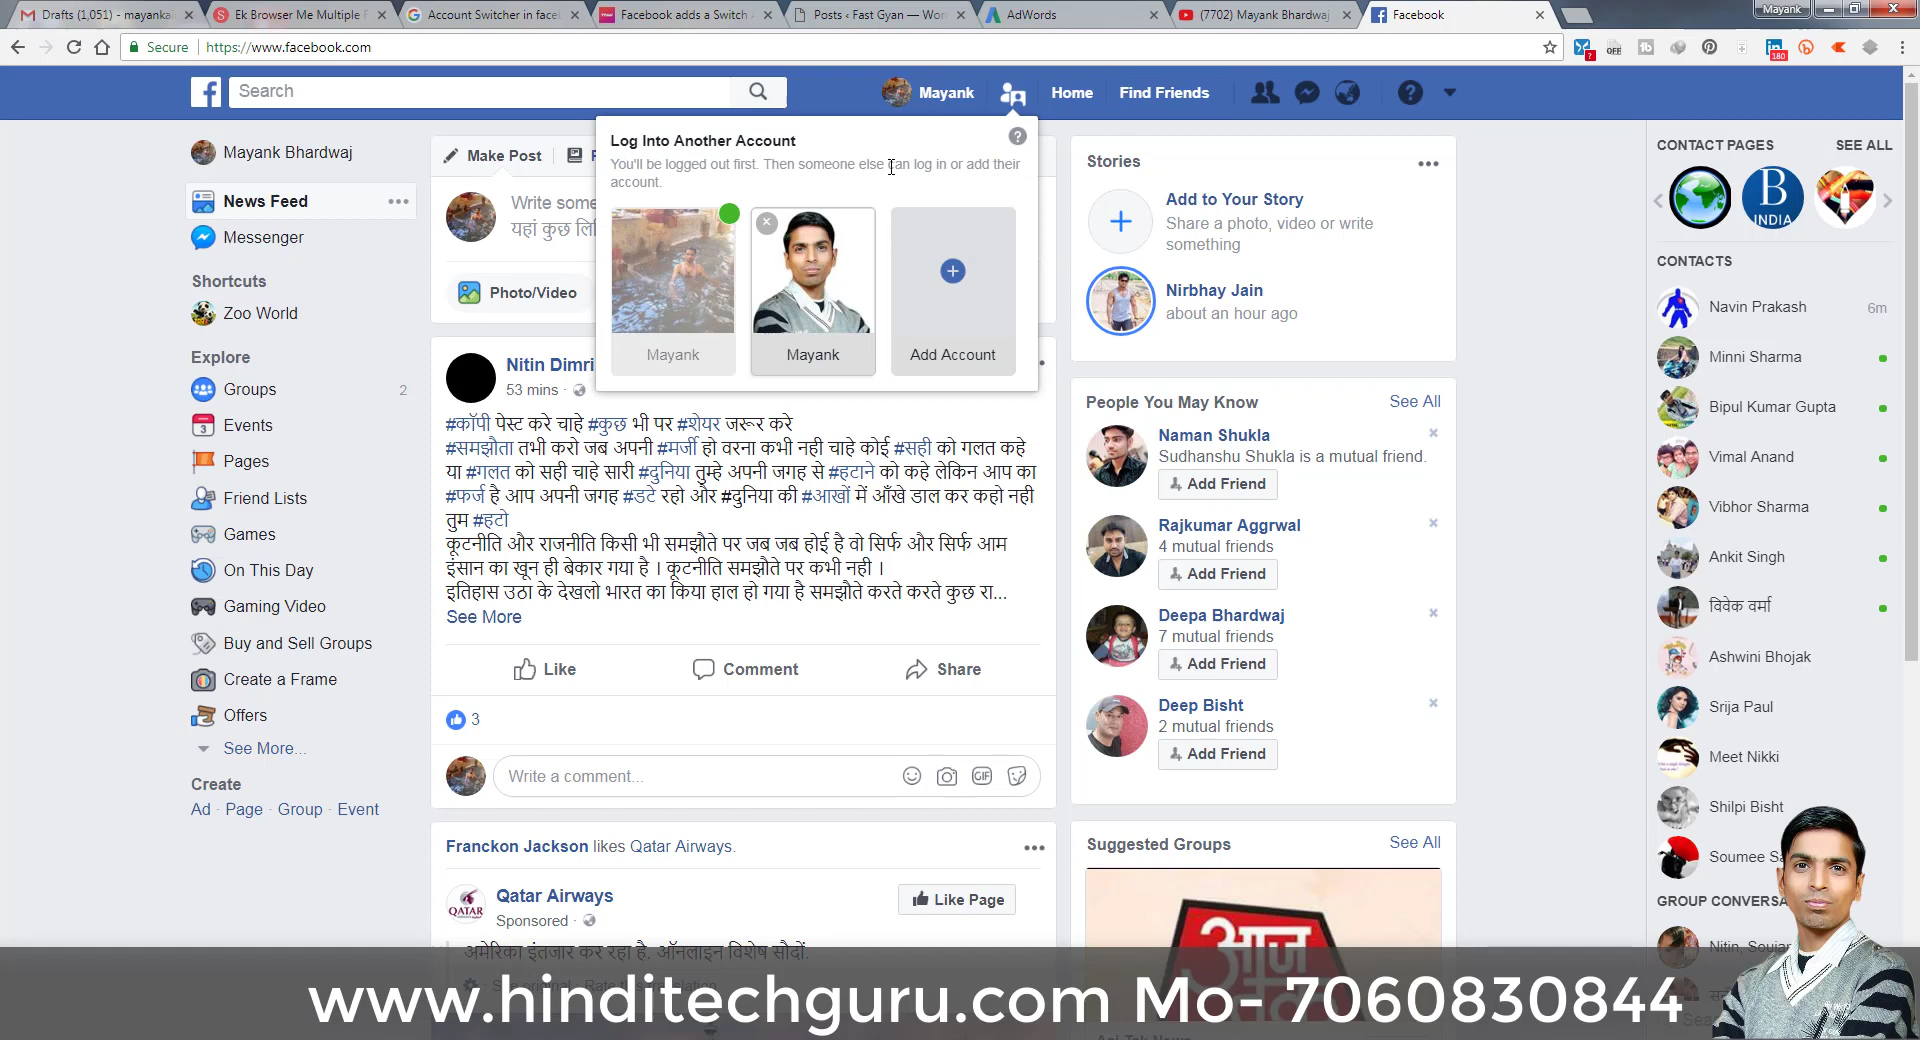 Drafts (1,051) - mayankai
Ek Browser Me Multiple F
Account Switcher in face
Facebook adds a Switch
Posts ‹ Fast Gyan — Wor
AdWords
(7702) Mayank Bhardwaj
Facebook
Mayank
Secure
https://www.facebook.com
OFF
180
Search
Mayank
Home
Find Friends
Mayank Bhardwaj
News Feed
Messenger
Shortcuts
Zoo World
Explore
Groups 2
Events
Pages
Friend Lists
Games
On This Day
Gaming Video
Buy and Sell Groups
Create a Frame
Offers
See More...
Create
Ad · Page · Group · Event
Make Post
Write some
यहां कुछ लि
Photo/Video
Log Into Another Account
You'll be logged out first. Then someone else can log in or add their
account.
Mayank
Mayank
Add Account
Nitin Dimri
53 mins ·
#कॉपी पेस्ट करे चाहे #कुछ भी पर #शेयर जरूर करे
#समझौता तभी करो जब अपनी #मर्जी हो वरना कभी नही चाहे कोई #सही को गलत कहे
या #गलत को सही चाहे सारी #दुनिया तुम्हे अपनी जगह से #हटाने को कहे लेकिन आप का
#फर्ज है आप अपनी जगह #डटे रहो और #दुनिया की #आखों में आँखे डाल कर कहो नही
तुम #हटो
कूटनीति और राजनीति किसी भी समझौते पर जब जब होई है वो सिर्फ और सिर्फ आम
इंसान का खून ही बेकार गया है । कूटनीति समझौते पर कभी नही ।
इतिहास उठा के देखलो भारत का किया हाल हो गया है समझौते करते करते कुछ रा...
See More
Like
Comment
Share
3
Write a comment...
GIF
Franckon Jackson likes Qatar Airways.
QATAR
Qatar Airways
Sponsored ·
Like Page
अमेरिका इंतजार कर रहा है. ऑनलाइन विशेष सौदों.
Stories
Add to Your Story
Share a photo, video or write
something
Nirbhay Jain
about an hour ago
People You May Know
See All
Naman Shukla
Sudhanshu Shukla is a mutual friend.
Add Friend
Rajkumar Aggrwal
4 mutual friends
Add Friend
Deepa Bhardwaj
7 mutual friends
Add Friend
Deep Bisht
2 mutual friends
Add Friend
Suggested Groups
See All
आज
CONTACT PAGES
SEE ALL
B
INDIA
CONTACTS
Navin Prakash 6m
Minni Sharma
Bipul Kumar Gupta
Vimal Anand
Vibhor Sharma
Ankit Singh
विवेक वर्मा
Ashwini Bhojak
Srija Paul
Meet Nikki
Shilpi Bisht
Soumee Sa
GROUP CONVERSA
Nitin, Soujar
www.hinditechguru.com Mo- 7060830844